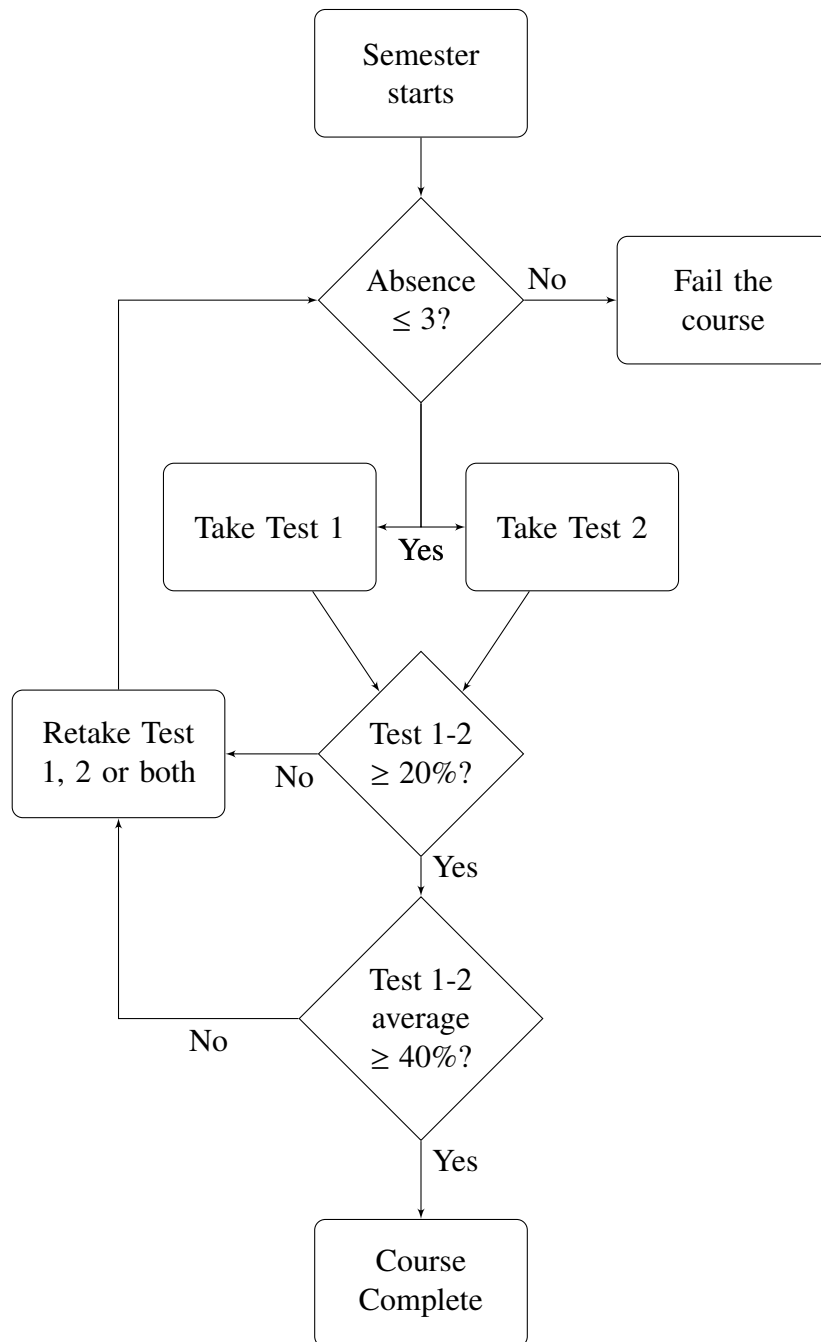 Semester
starts
Absence
≤ 3?
No
Fail the
course
Take Test 1
Yes
Take Test 2
Retake Test
1, 2 or both
No
Test 1-2
≥ 20%?
Yes
Test 1-2
average
≥ 40%?
No
Yes
Course
Complete